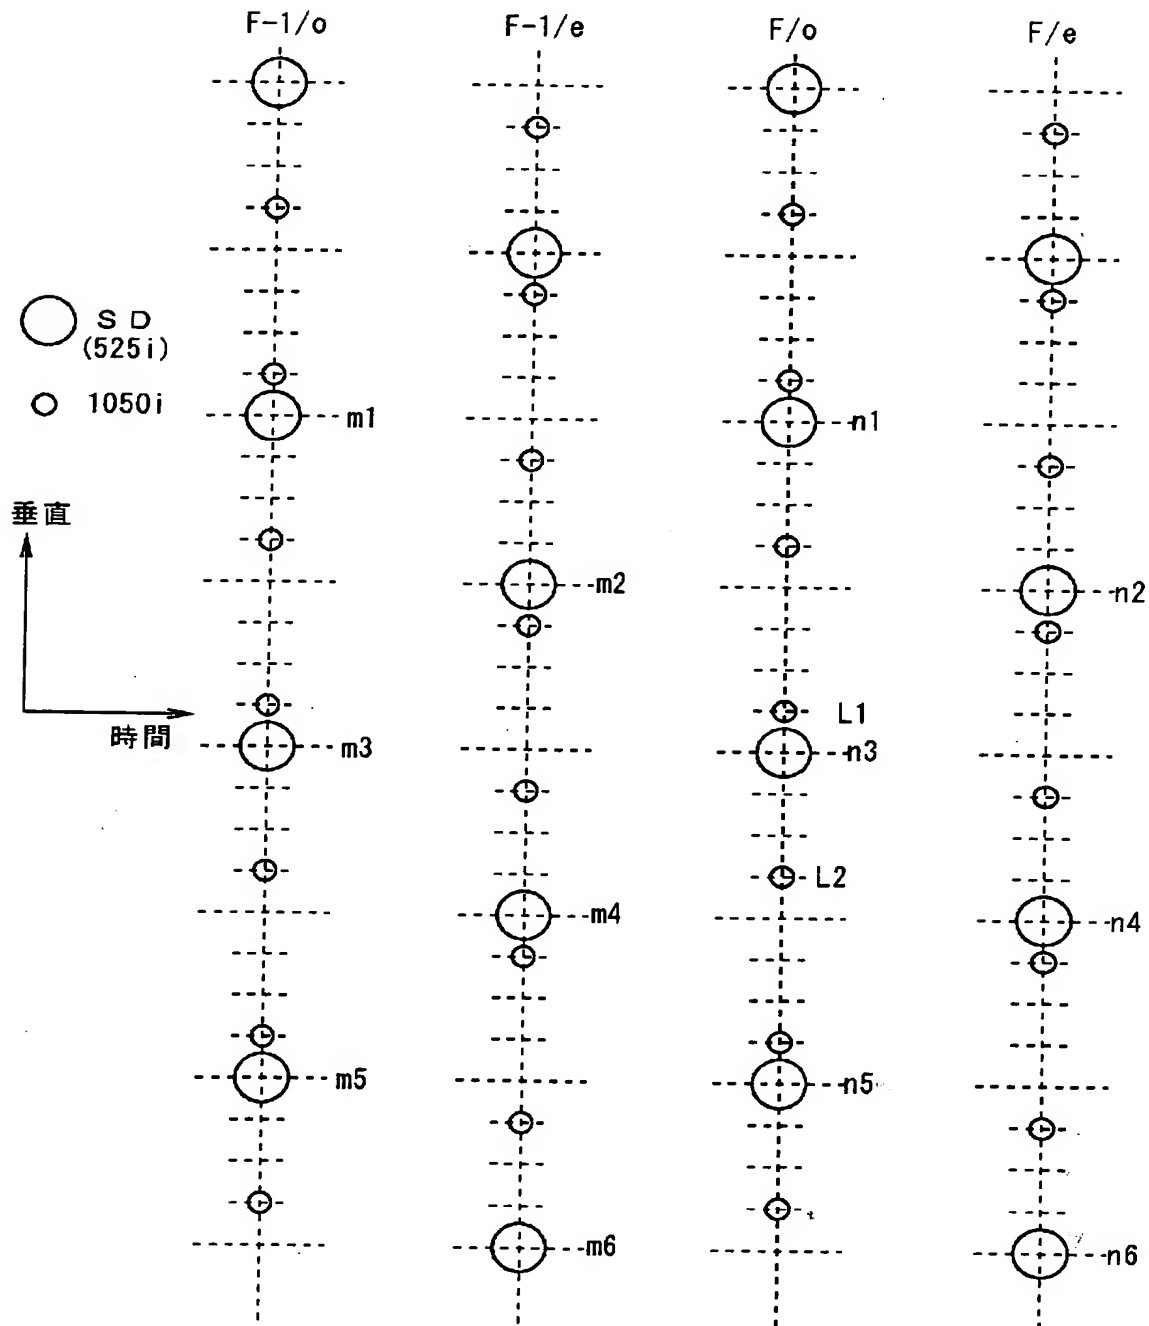 F-1/o F-1/e F/o F/e
SD
(525i)
1050i
m1 n1
垂直
m2 n2
L1
時間
m3 n3
L2
m4 n4
m5 n5
m6 n6